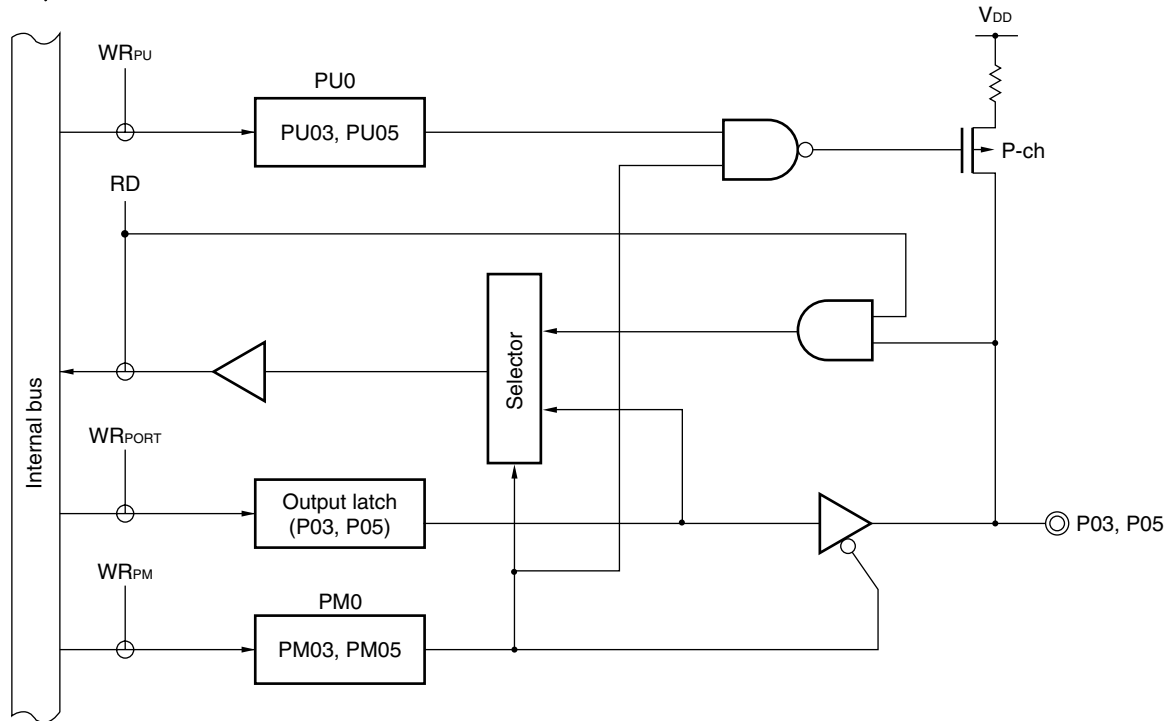 VDD
WRPU
PU0
PU03, PU05
P-ch
RD
Selector
Internal bus
WRPORT
Output latch
(P03, P05)
P03, P05
WRPM
PM0
PM03, PM05